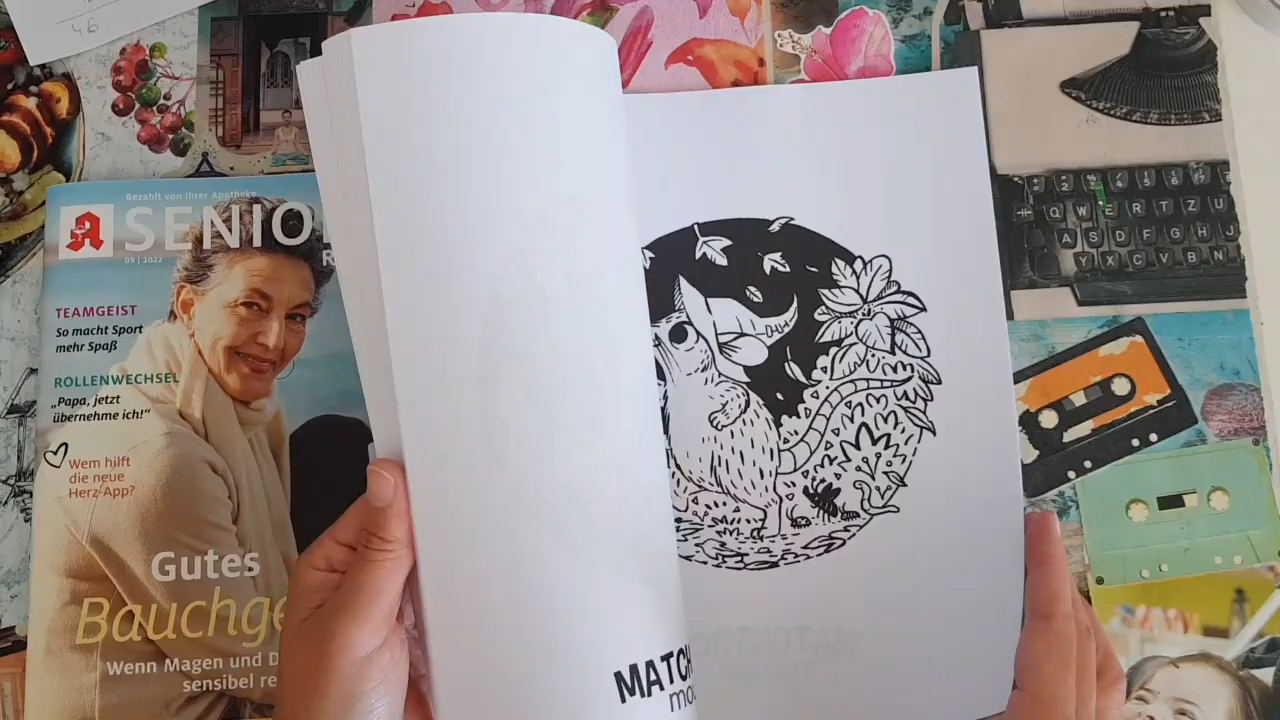 46
Bezahlt von Ihrer Apotheke
SENIO
09 | 2022
TEAMGEIST
So macht Sport
mehr Spaß
ROLLENWECHSEL
„Papa, jetzt
übernehme ich!“
Wem hilft
die neue
Herz-App?
Gutes
Bauchge
Wenn Magen und D
sensibel re
MATCH
Q W E R T Z U
A S D F G H J
Y X C V B N